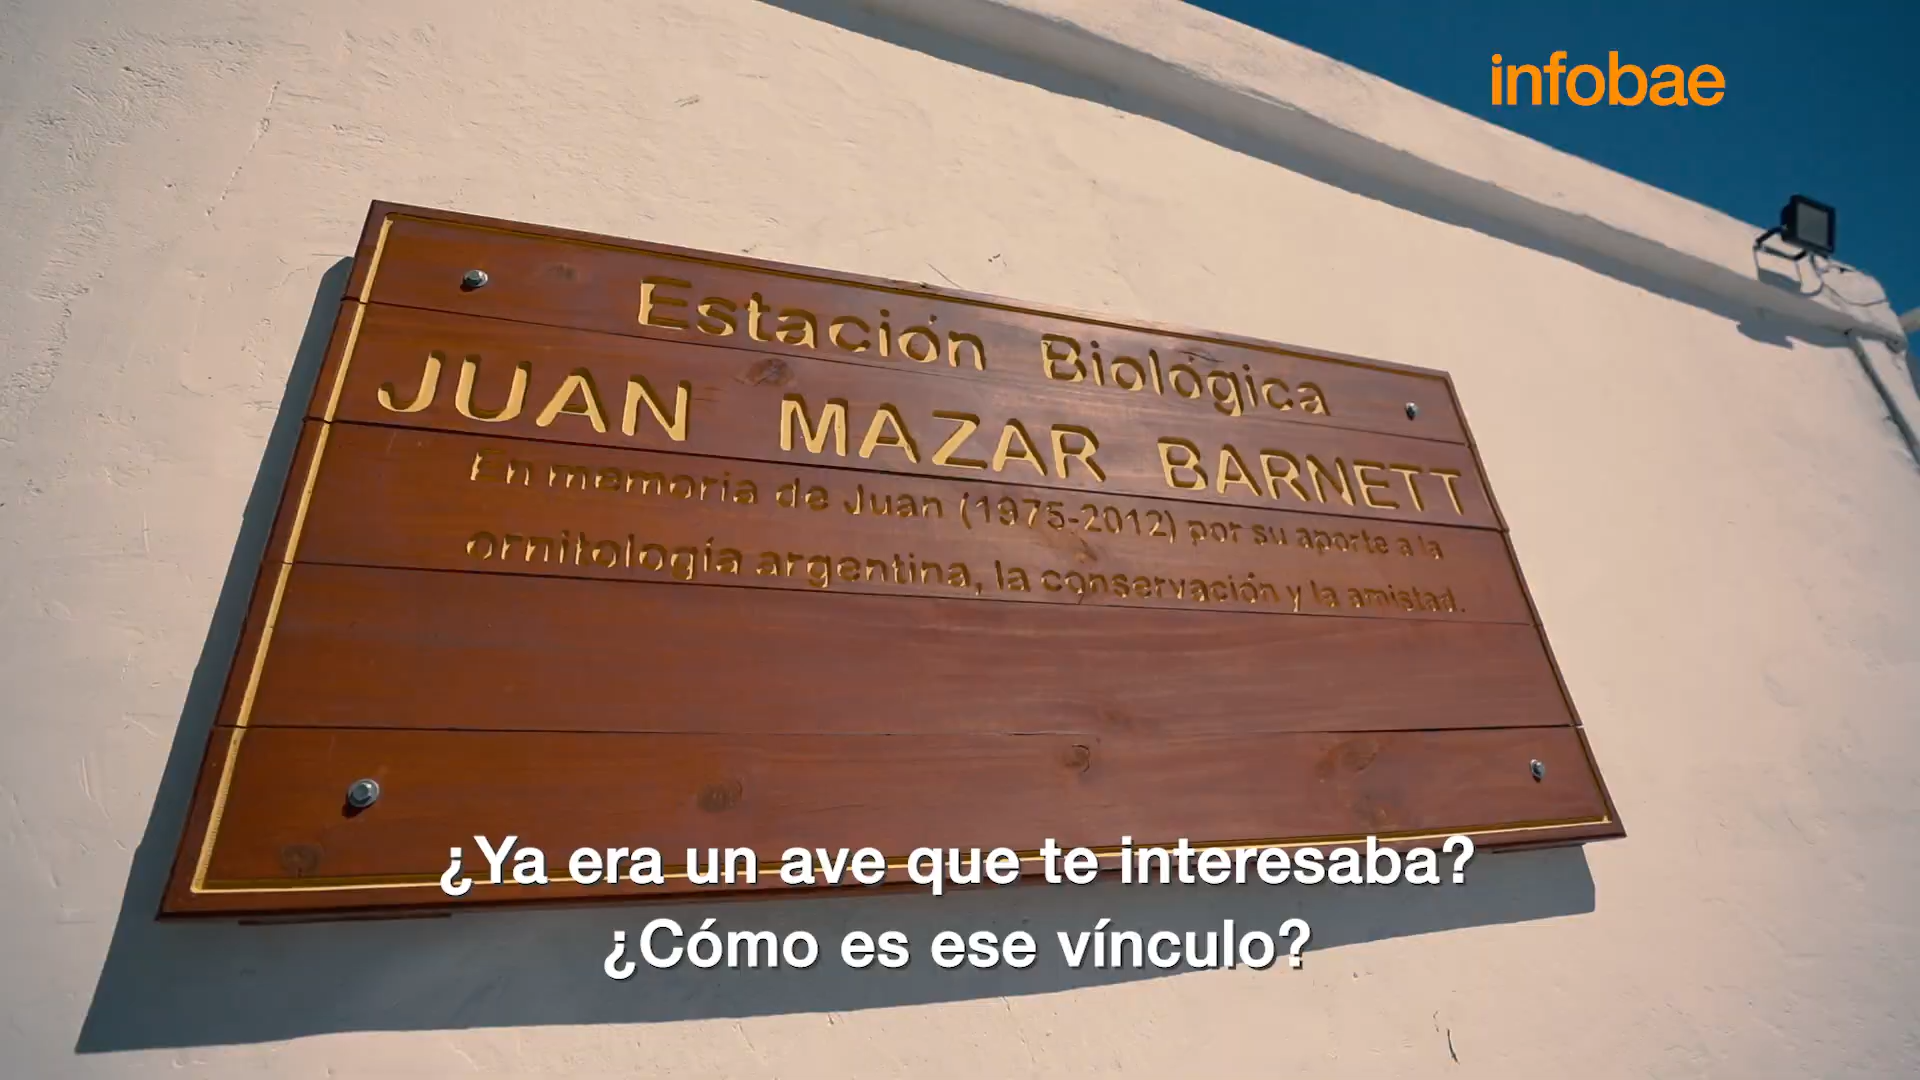 infobae
Estación Biológica
JUAN MAZAR BARNETT
En memoria de Juan (1975-2012) por su aporte a la
ornitología argentina, la conservación y la amistad.
¿Ya era un ave que te interesaba?
¿Cómo es ese vínculo?